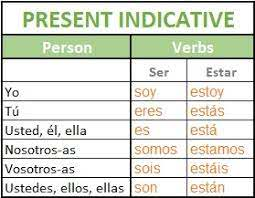 PRESENT INDICATIVE
Person Verbs
Ser Estar
Yo soy estoy
Tú eres estás
Usted, él, ella es está
Nosotros-as somos estamos
Vosotros-as sois estáis
Ustedes, ellos, ellas son están